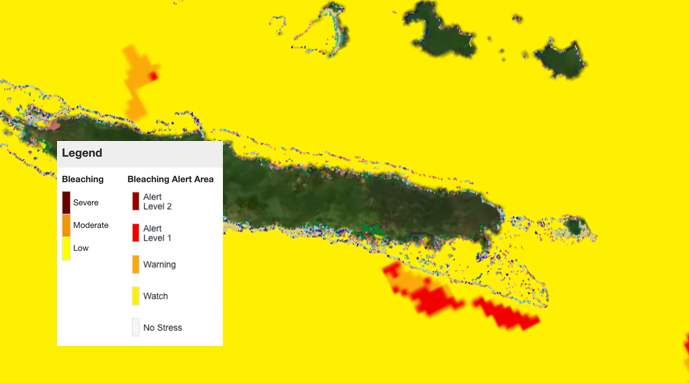 Legend
Bleaching
Severe
Moderate
Low
Bleaching Alert Area
Alert
Level 2
Alert
Level 1
Warning
Watch
No Stress